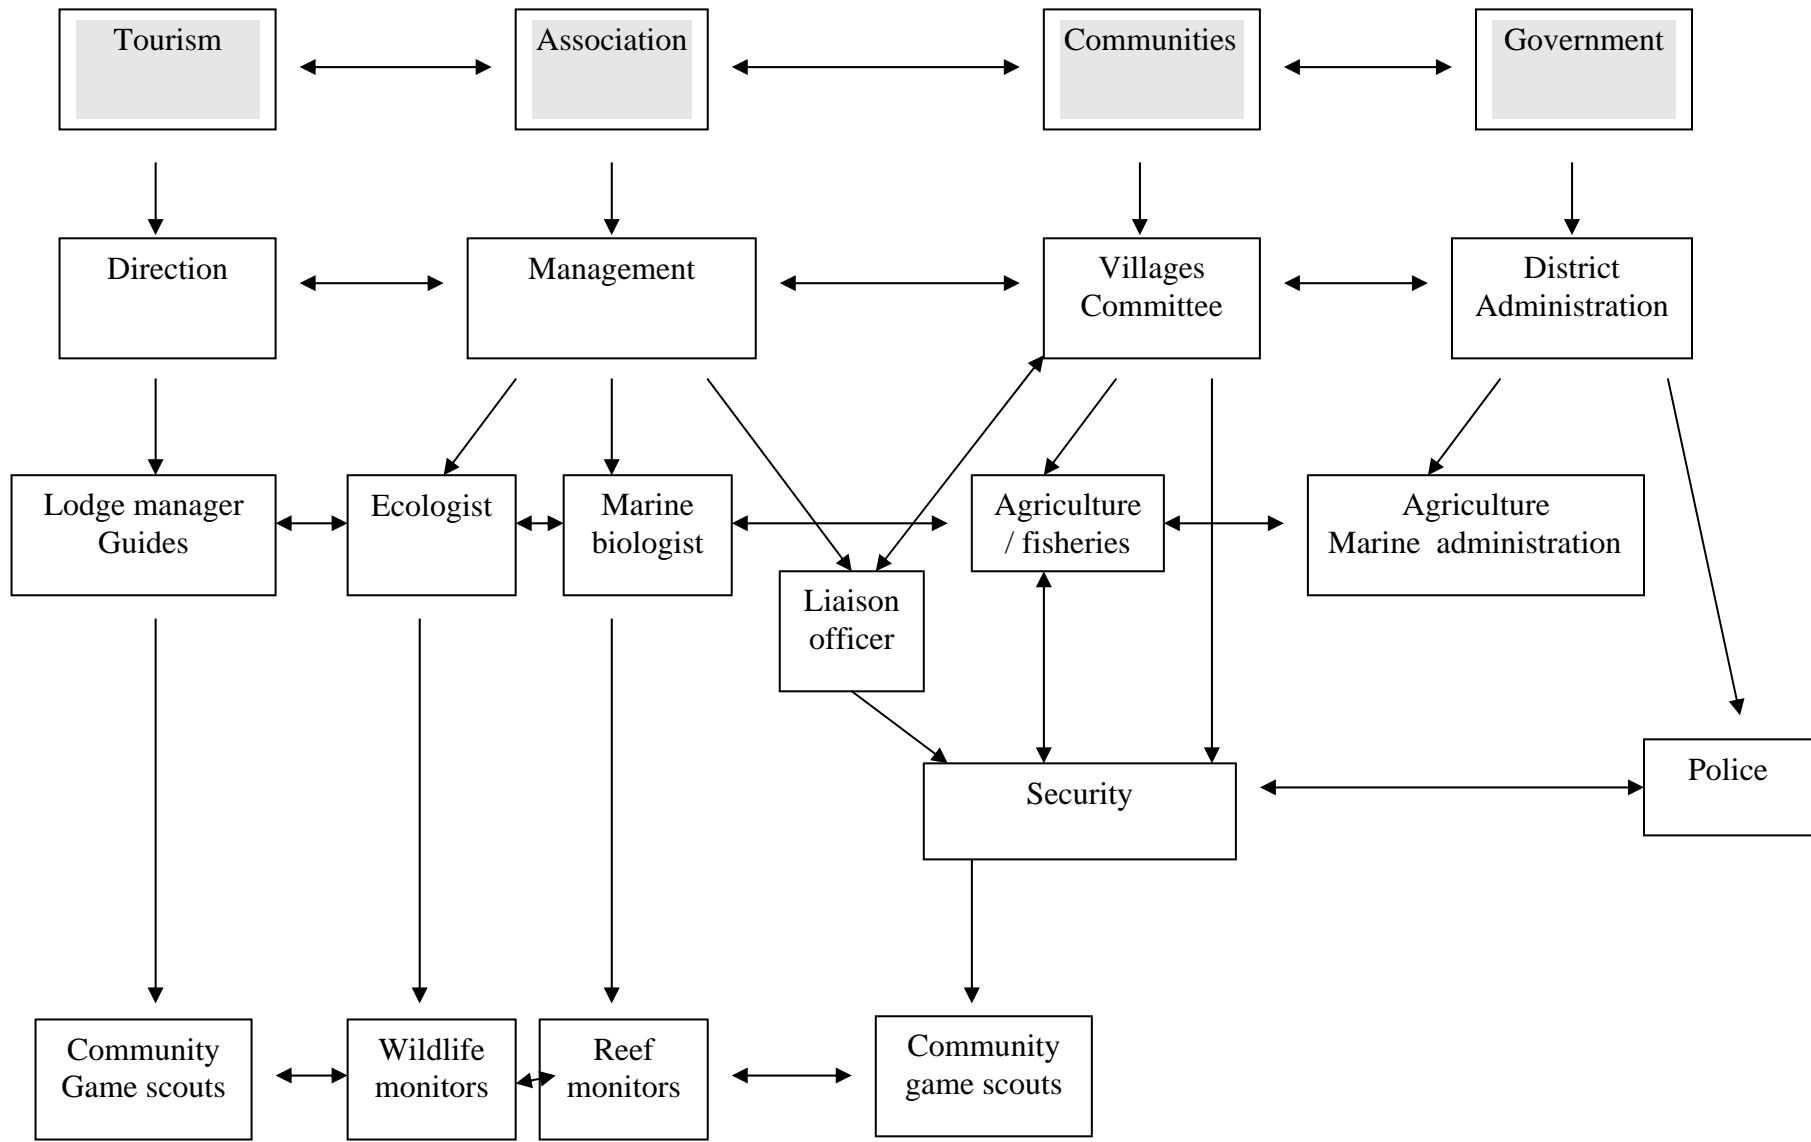 Tourism
Association
Communities
Government
Direction
Management
Villages
Committee
District
Administration
Lodge manager
Guides
Ecologist
Marine
biologist
Agriculture
/ fisheries
Agriculture
Marine administration
Liaison
officer
Security
Police
Community
Game scouts
Wildlife
monitors
Reef
monitors
Community
game scouts